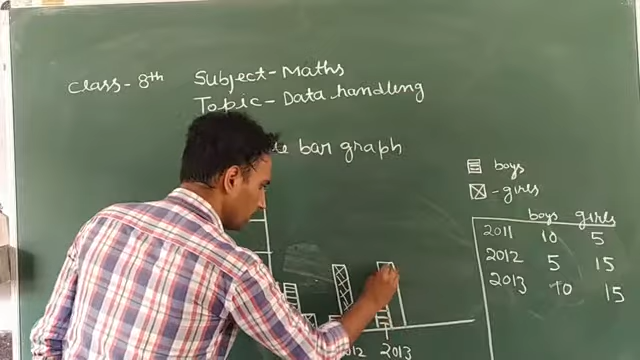 Class-8th Subject-Maths
Topic-Data handling
bar graph
boys
-girls
boys girls
2011 10 5
2012 5 15
2013 10 15
2013